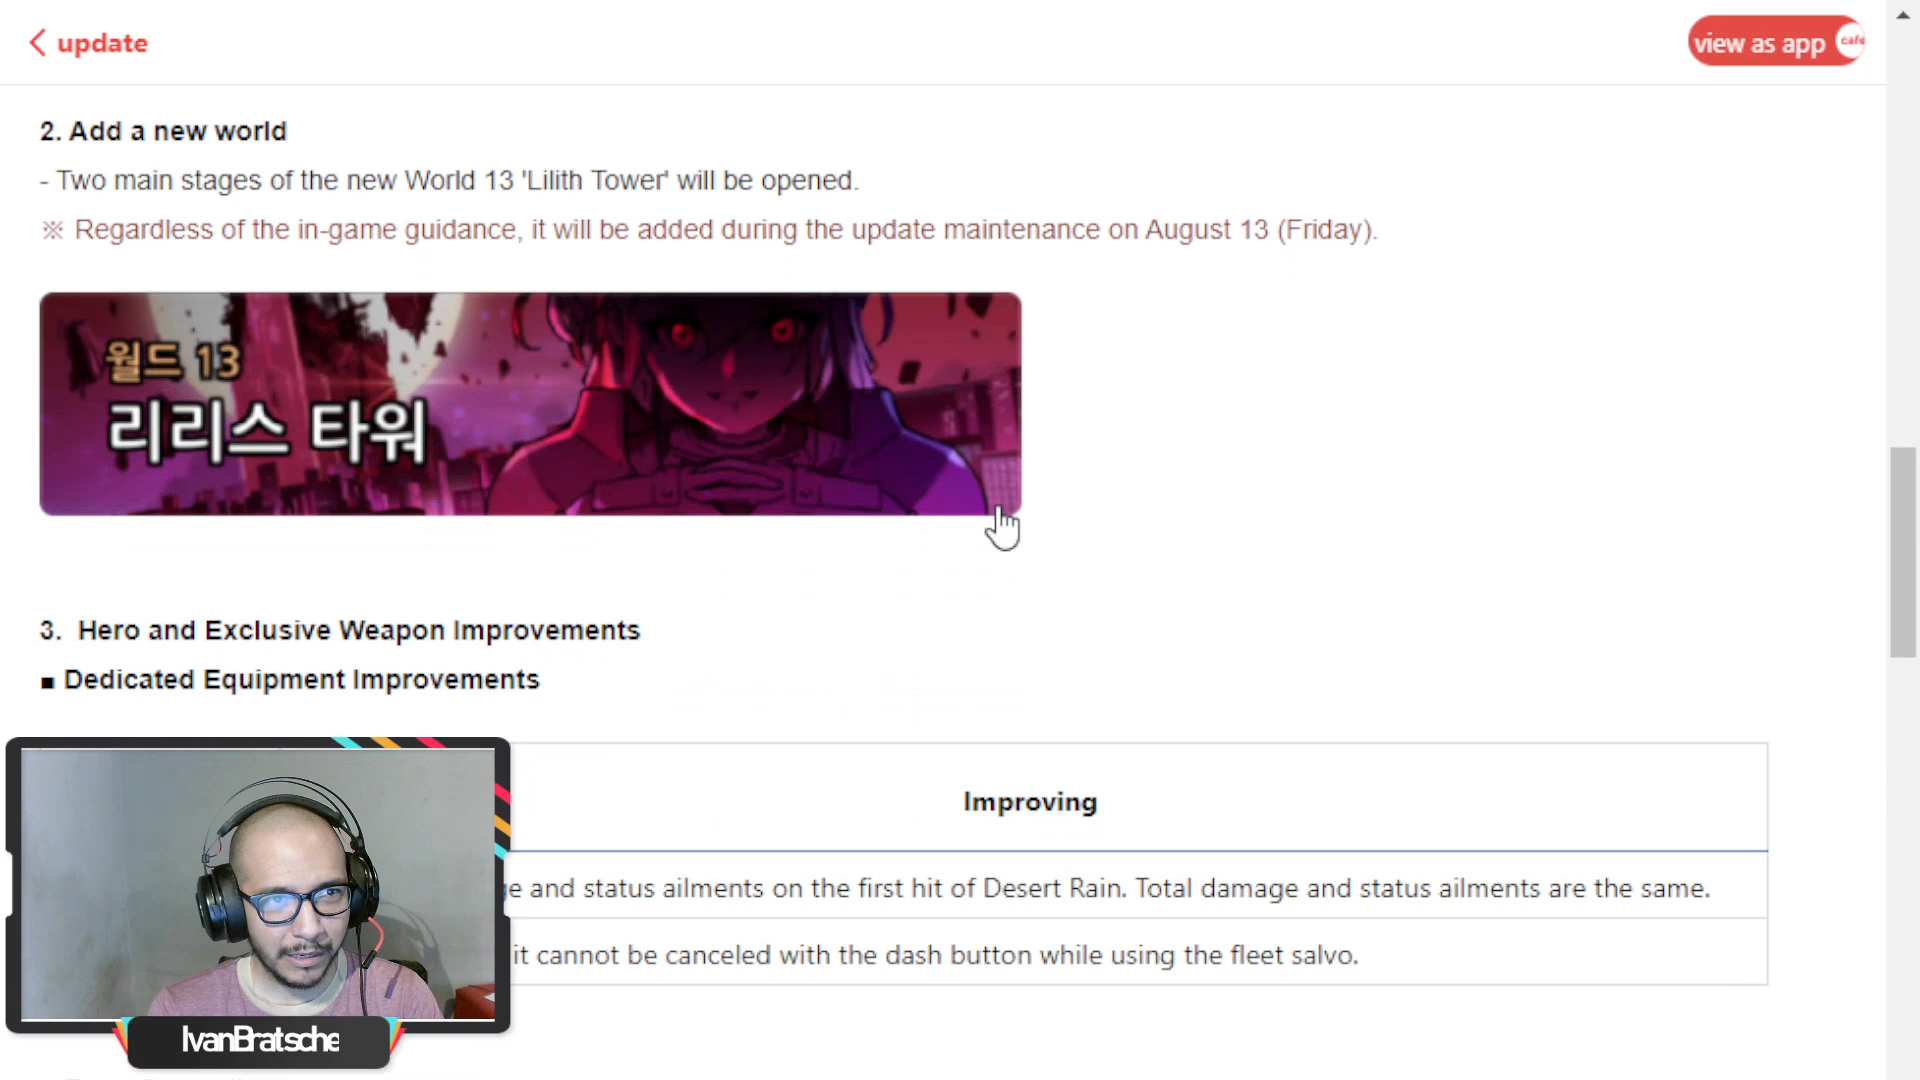 update
view as app
cafe
2. Add a new world
- Two main stages of the new World 13 'Lilith Tower' will be opened.
※ Regardless of the in-game guidance, it will be added during the update maintenance on August 13 (Friday).
월드 13
리리스 타워
3. Hero and Exclusive Weapon Improvements
■ Dedicated Equipment Improvements
Improving
and status ailments on the first hit of Desert Rain. Total damage and status ailments are the same.
it cannot be canceled with the dash button while using the fleet salvo.
IvanBratsche